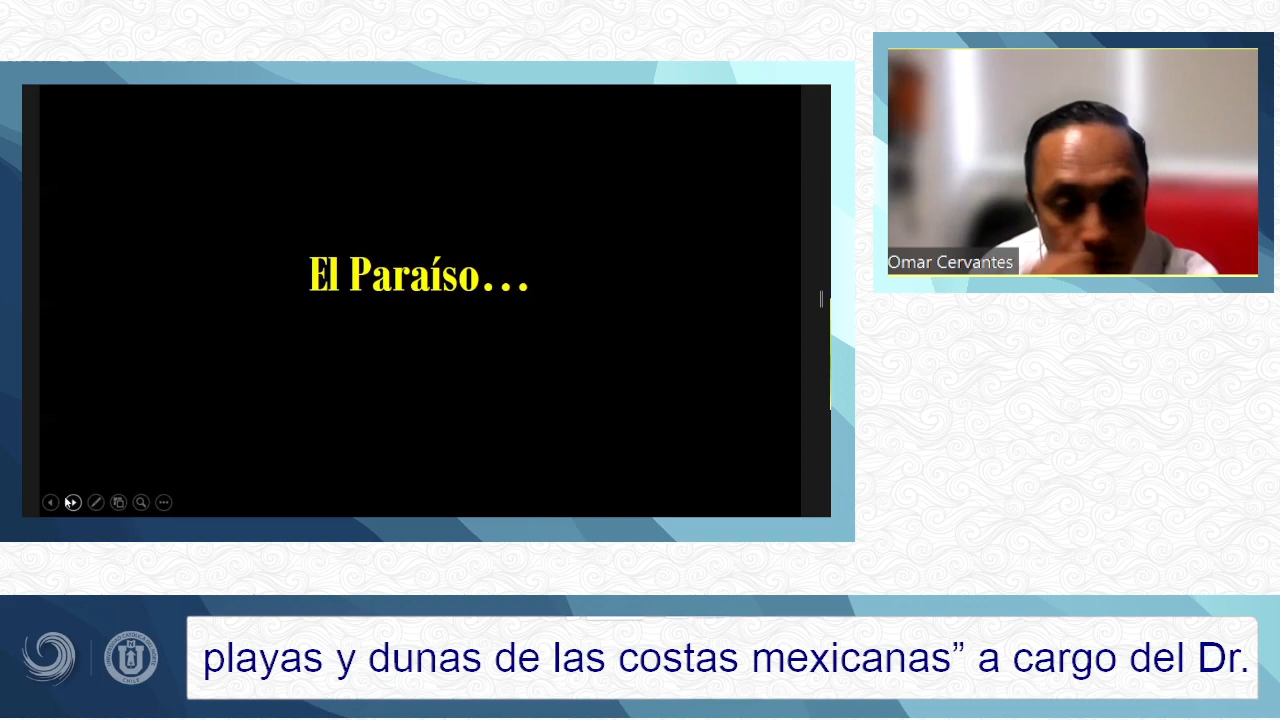 El Paraíso…
Omar Cervantes
playas y dunas de las costas mexicanas” a cargo del Dr.